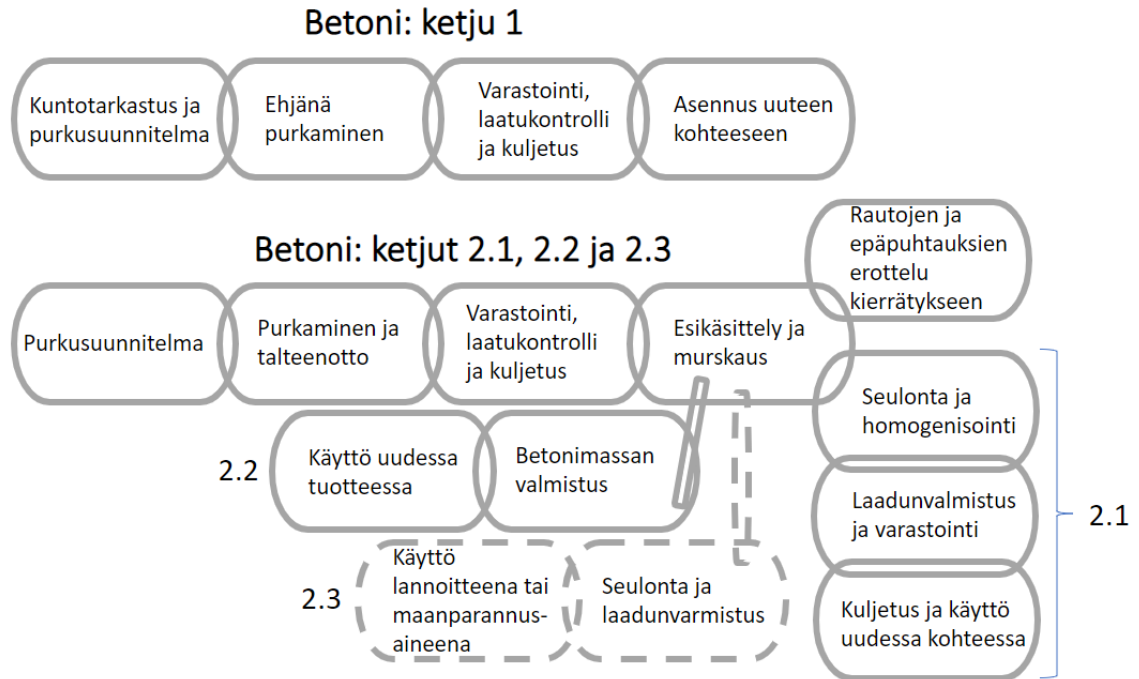 Betoni: ketju 1
Kuntotarkastus ja
purkusuunnitelma
Ehjänä
purkaminen
Varastointi,
laatukontrolli
ja kuljetus
Asennus uuteen
kohteeseen
Betoni: ketjut 2.1, 2.2 ja 2.3
Rautojen ja
epäpuhtauksien
erottelu
kierrätykseen
Purkusuunnitelma
Purkaminen ja
talteenotto
Varastointi,
laatukontrolli
ja kuljetus
Esikäsittely ja
murskaus
Seulonta ja
homogenisointi
Laadunvalmistus
ja varastointi
Kuljetus ja käyttö
uudessa kohteessa
2.1
2.2
Käyttö uudessa
tuotteessa
Betonimassan
valmistus
2.3
Käyttö
lannoitteena tai
maanparannus-
aineena
Seulonta ja
laadunvarmistus